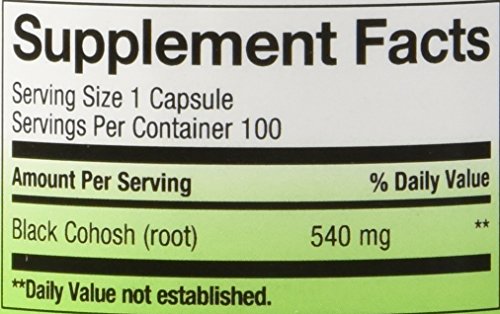 Supplement Facts
Serving Size 1 Capsule
Servings Per Container 100
Amount Per Serving % Daily Value
Black Cohosh (root) 540 mg **
**Daily Value not established.